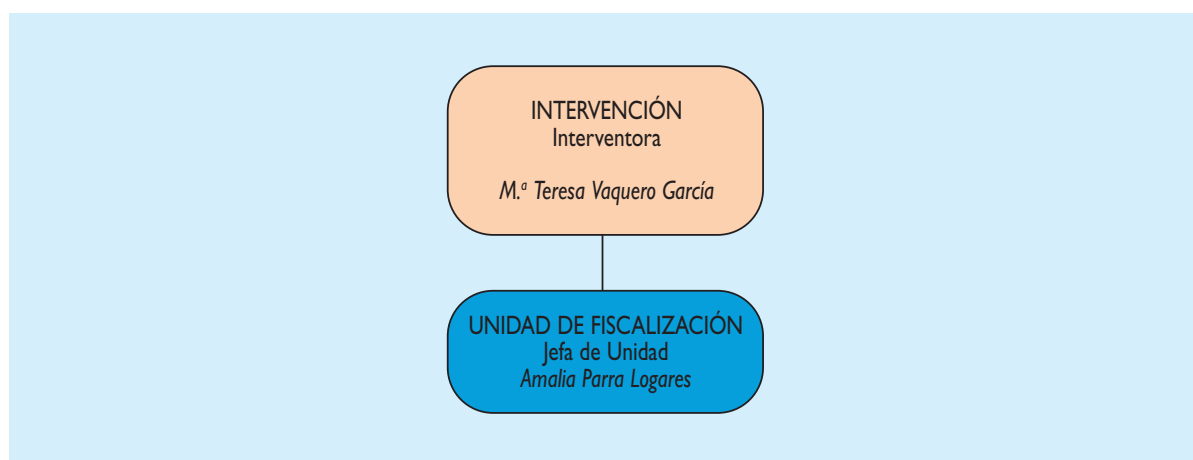 INTERVENCIÓN
Interventora
M.ª Teresa Vaquero García
UNIDAD DE FISCALIZACIÓN
Jefa de Unidad
Amalia Parra Logares